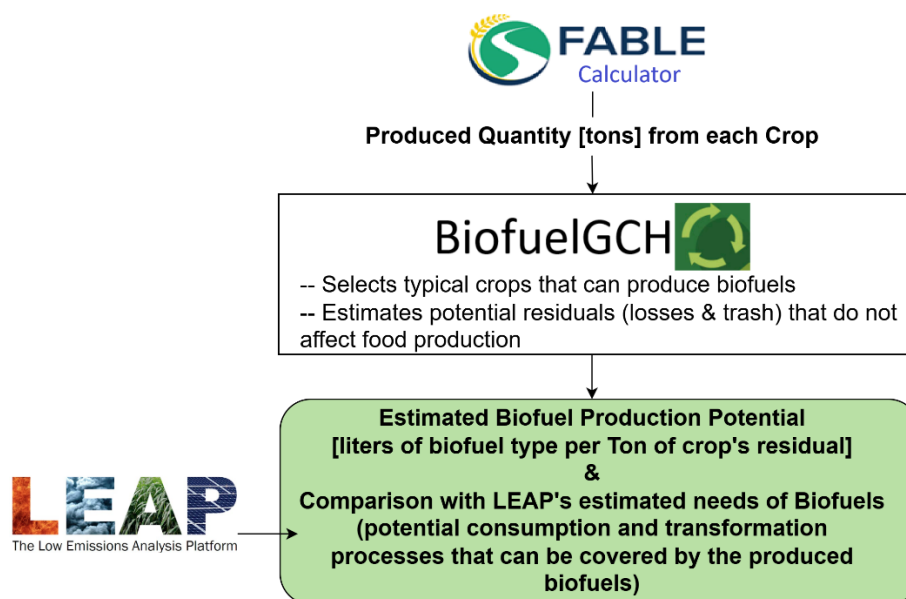 FABLE
Calculator
Produced Quantity [tons] from each Crop
BiofuelGCH
-- Selects typical crops that can produce biofuels
-- Estimates potential residuals (losses & trash) that do not
affect food production
Estimated Biofuel Production Potential
[liters of biofuel type per Ton of crop's residual]
&
Comparison with LEAP's estimated needs of Biofuels
(potential consumption and transformation
processes that can be covered by the produced
biofuels)
LEAP
The Low Emissions Analysis Platform